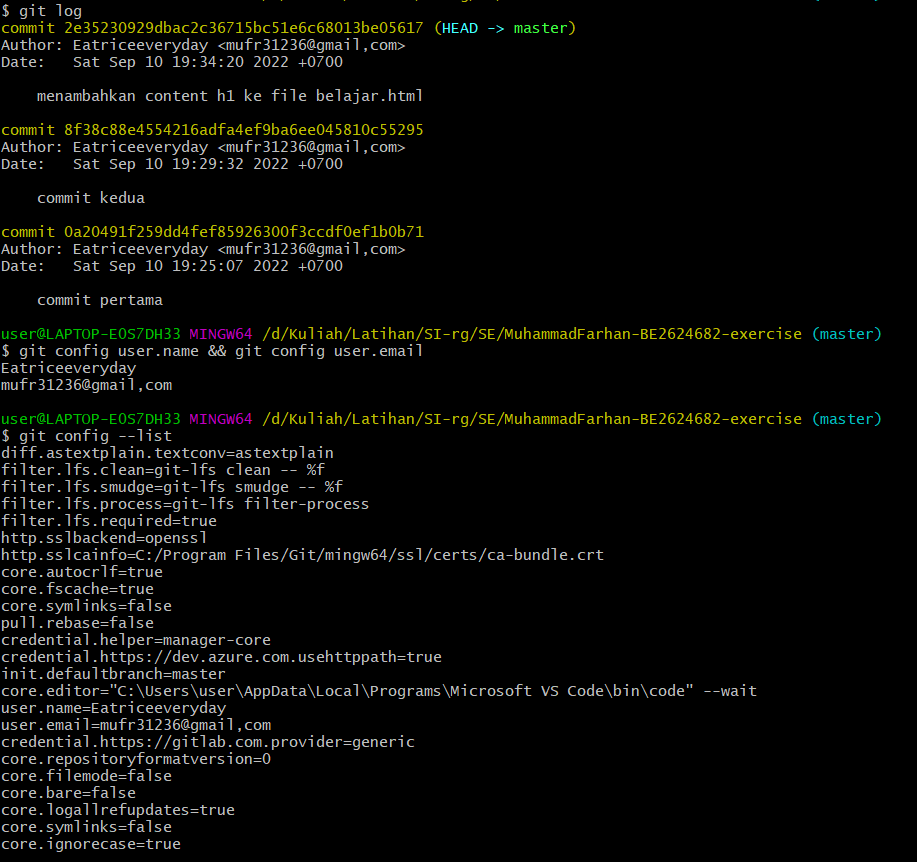 $ git log
commit 2e35230929dbac2c36715bc51e6c68013be05617 (HEAD -> master)
Author: Eatriceeveryday <mufr31236@gmail,com>
Date:   Sat Sep 10 19:34:20 2022 +0700
    menambahkan content h1 ke file belajar.html
commit 8f38c88e4554216adfa4ef9ba6ee045810c55295
Author: Eatriceeveryday <mufr31236@gmail,com>
Date:   Sat Sep 10 19:29:32 2022 +0700
    commit kedua
commit 0a20491f259dd4fef85926300f3ccdf0ef1b0b71
Author: Eatriceeveryday <mufr31236@gmail,com>
Date:   Sat Sep 10 19:25:07 2022 +0700
    commit pertama
user@LAPTOP-E0S7DH33 MINGW64 /d/Kuliah/Latihan/SI-rg/SE/MuhammadFarhan-BE2624682-exercise (master)
$ git config user.name && git config user.email
Eatriceeveryday
mufr31236@gmail,com
user@LAPTOP-E0S7DH33 MINGW64 /d/Kuliah/Latihan/SI-rg/SE/MuhammadFarhan-BE2624682-exercise (master)
$ git config --list
diff.astextplain.textconv=astextplain
filter.lfs.clean=git-lfs clean -- %f
filter.lfs.smudge=git-lfs smudge -- %f
filter.lfs.process=git-lfs filter-process
filter.lfs.required=true
http.sslbackend=openssl
http.sslcainfo=C:/Program Files/Git/mingw64/ssl/certs/ca-bundle.crt
core.autocrlf=true
core.fscache=true
core.symlinks=false
pull.rebase=false
credential.helper=manager-core
credential.https://dev.azure.com.usehttppath=true
init.defaultbranch=master
core.editor="C:\Users\user\AppData\Local\Programs\Microsoft VS Code\bin\code" --wait
user.name=Eatriceeveryday
user.email=mufr31236@gmail,com
credential.https://gitlab.com.provider=generic
core.repositoryformatversion=0
core.filemode=false
core.bare=false
core.logallrefupdates=true
core.symlinks=false
core.ignorecase=true